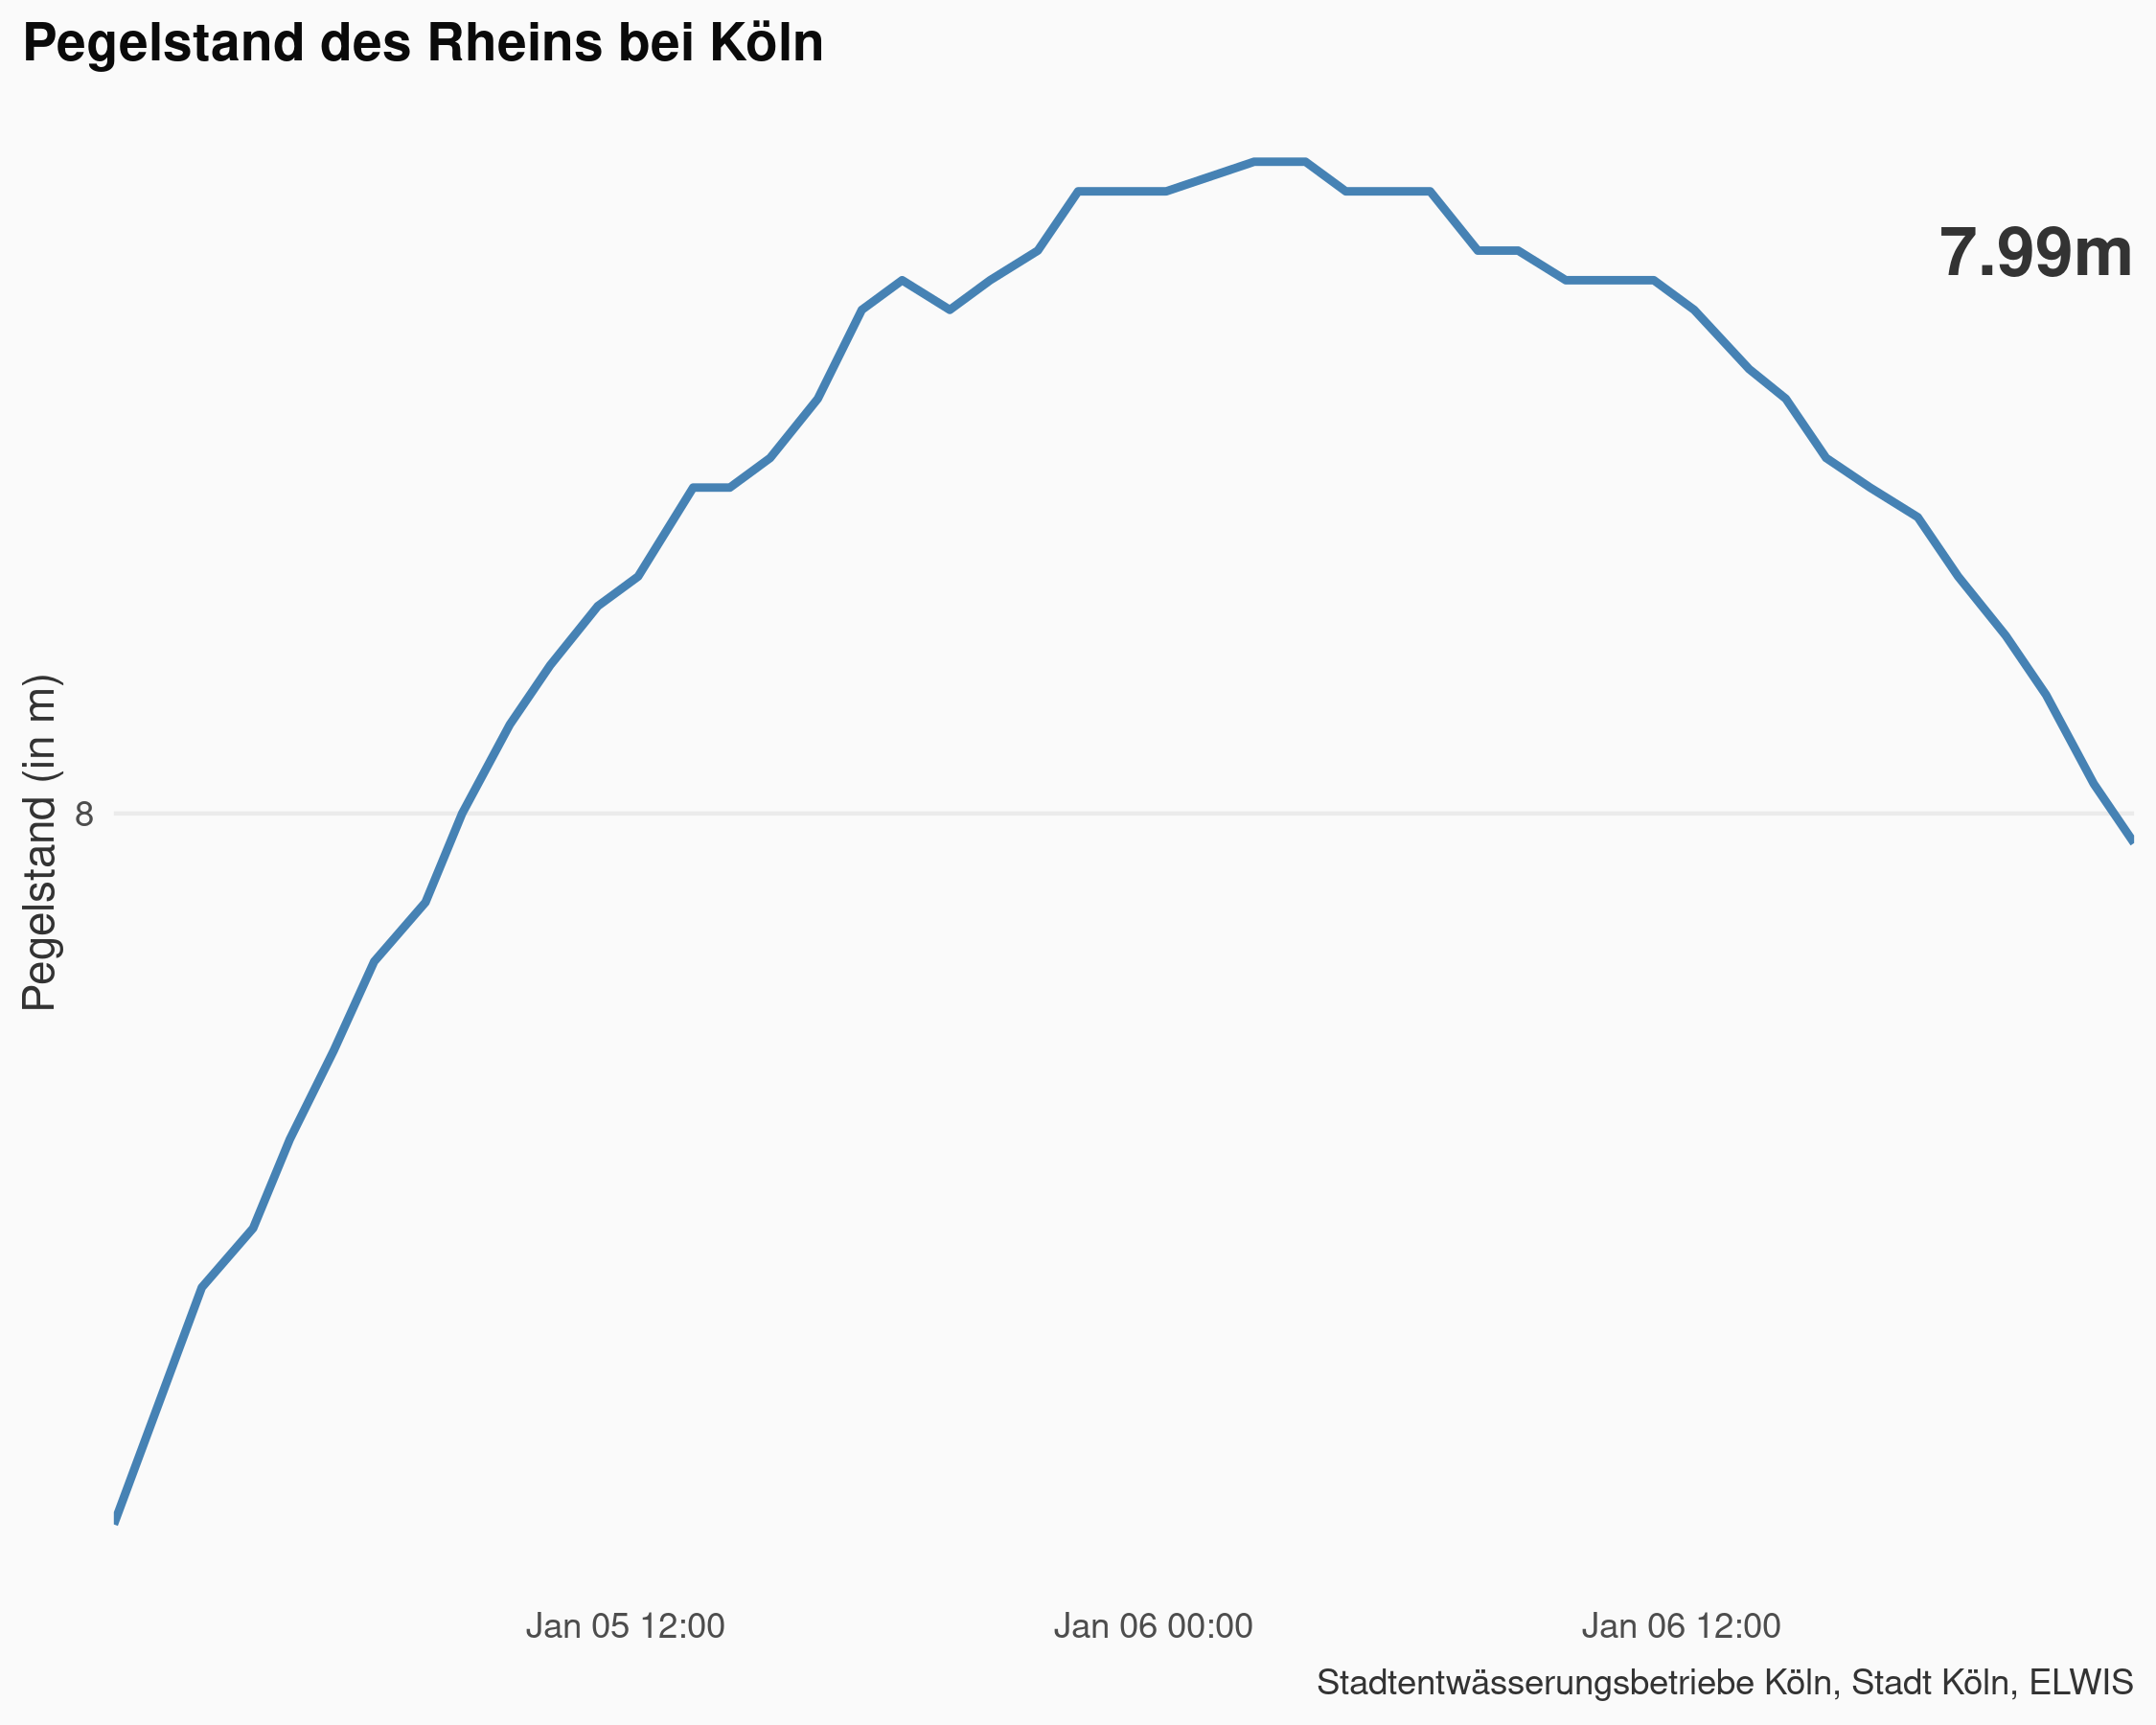 Pegelstand des Rheins bei Köln
7.99m
Pegelstand (in m)
8
Jan 05 12:00
Jan 06 00:00
Jan 06 12:00
Stadtentwässerungsbetriebe Köln, Stadt Köln, ELWIS